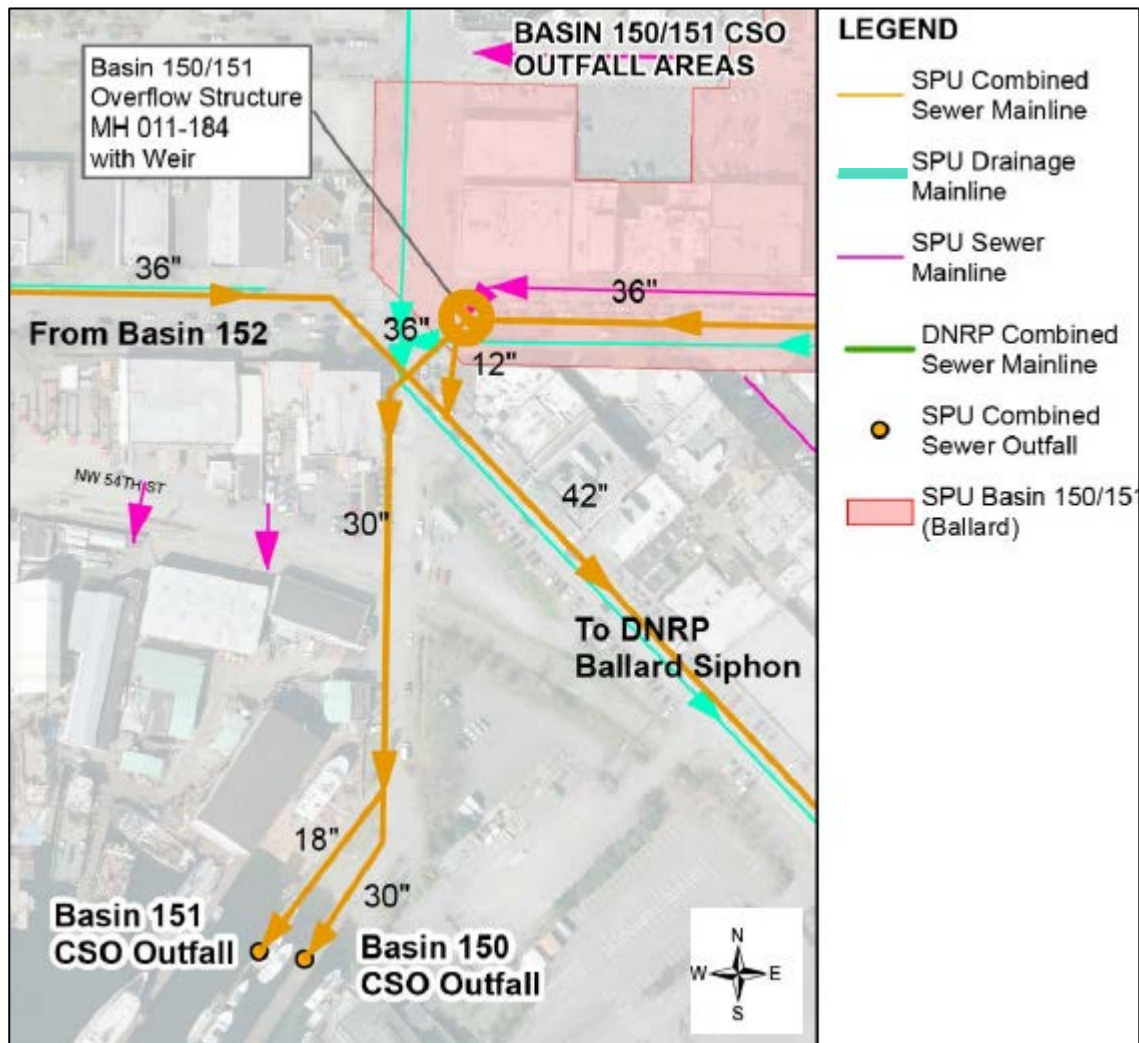 BASIN 150/151 CSO
OUTFALL AREAS
Basin 150/151
Overflow Structure
MH 011-184
with Weir
36"
36"
From Basin 152
36"
12"
NW 54TH ST
42"
30"
To DNRP
Ballard Siphon
18"
30"
Basin 151
CSO Outfall
Basin 150
CSO Outfall
N
W
E
S
LEGEND
SPU Combined
Sewer Mainline
SPU Drainage
Mainline
SPU Sewer
Mainline
DNRP Combined
Sewer Mainline
SPU Combined
Sewer Outfall
SPU Basin 150/151
(Ballard)